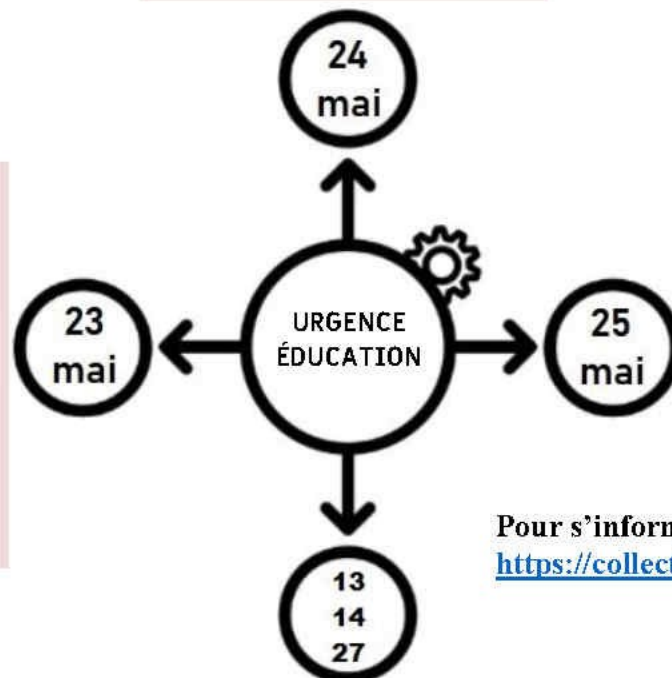 24
mai
23
mai
URGENCE
ÉDUCATION
25
mai
Pour s'inform
https://collect
13
14
27